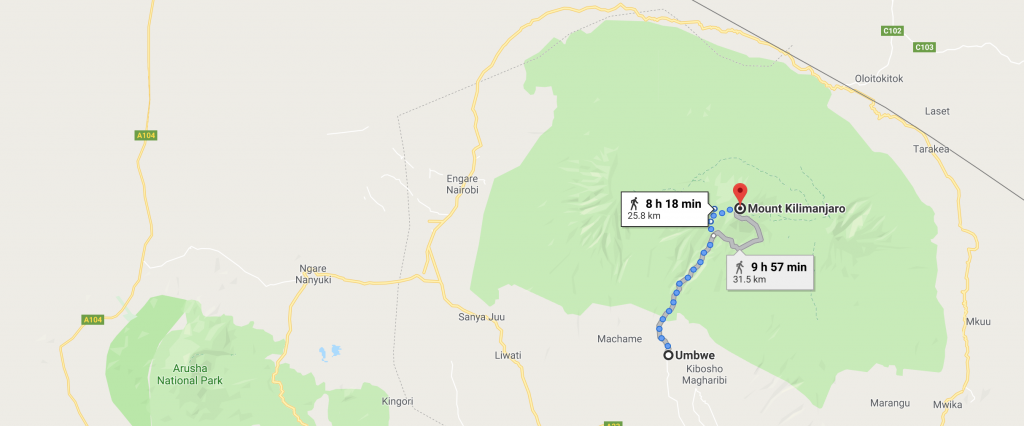 C102
C103
Oloitokitok
Laset
A104
Tarakea
Engare
Nairobi
8 h 18 min
25.8 km
Mount Kilimanjaro
9 h 57 min
31.5 km
Ngare
Nanyuki
A104
Sanya Juu
Mkuu
Machame
Liwati
Umbwe
Kibosho
Magharibi
Arusha
National Park
Kingori
Marangu
Mwika